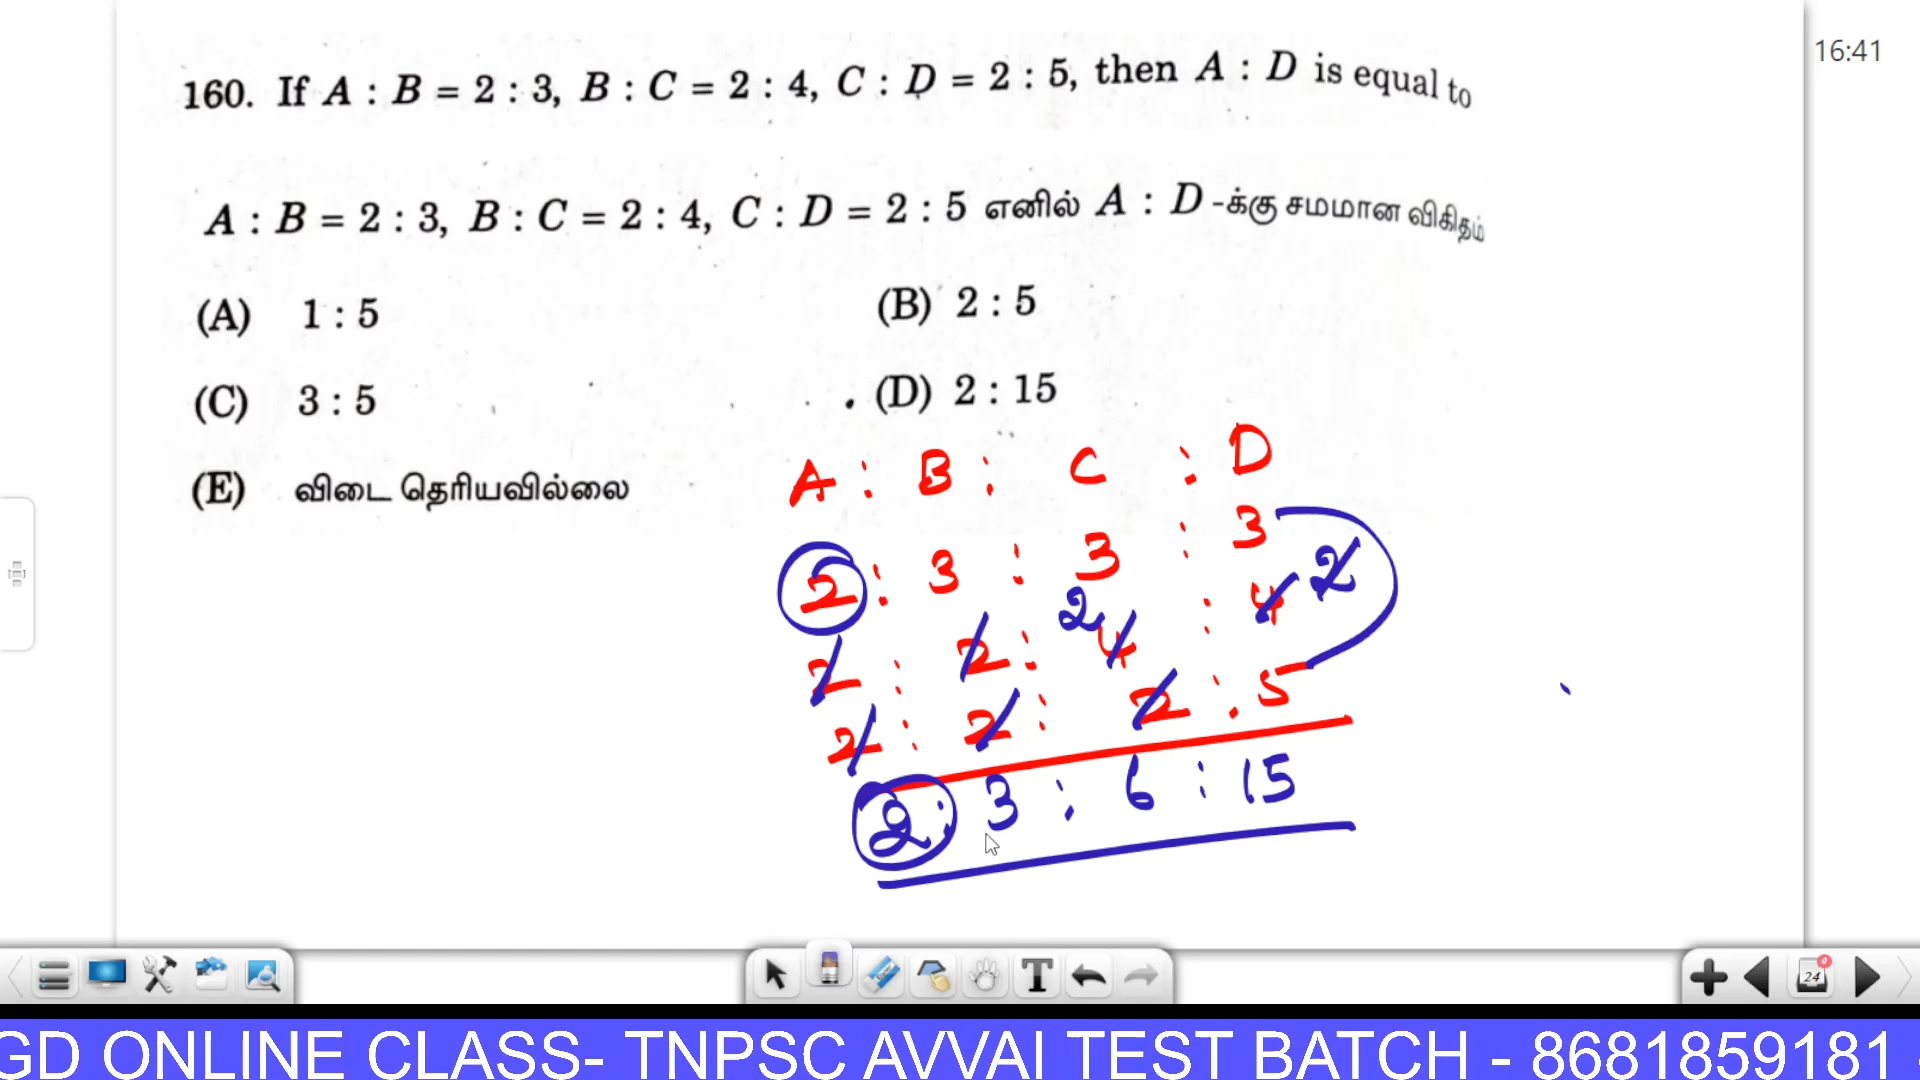 16:41
160. If A : B = 2 : 3, B : C = 2 : 4, C : D = 2 : 5, then A : D is equal to
A : B = 2 : 3, B : C = 2 : 4, C : D = 2 : 5 எனில் A : D -க்கு சமமான விகிதம்
(A) 1 : 5
(B) 2 : 5
(C) 3 : 5
(D) 2 : 15
(E) விடை தெரியவில்லை
A : B : C : D
2 : 3 : 3 : 3
2 2
2 : 2 : 4 : 4
2 : 2 : 2 : 5
2 : 3 : 6 : 15
T
24
0
GD ONLINE CLASS- TNPSC AVVAI TEST BATCH - 8681859181